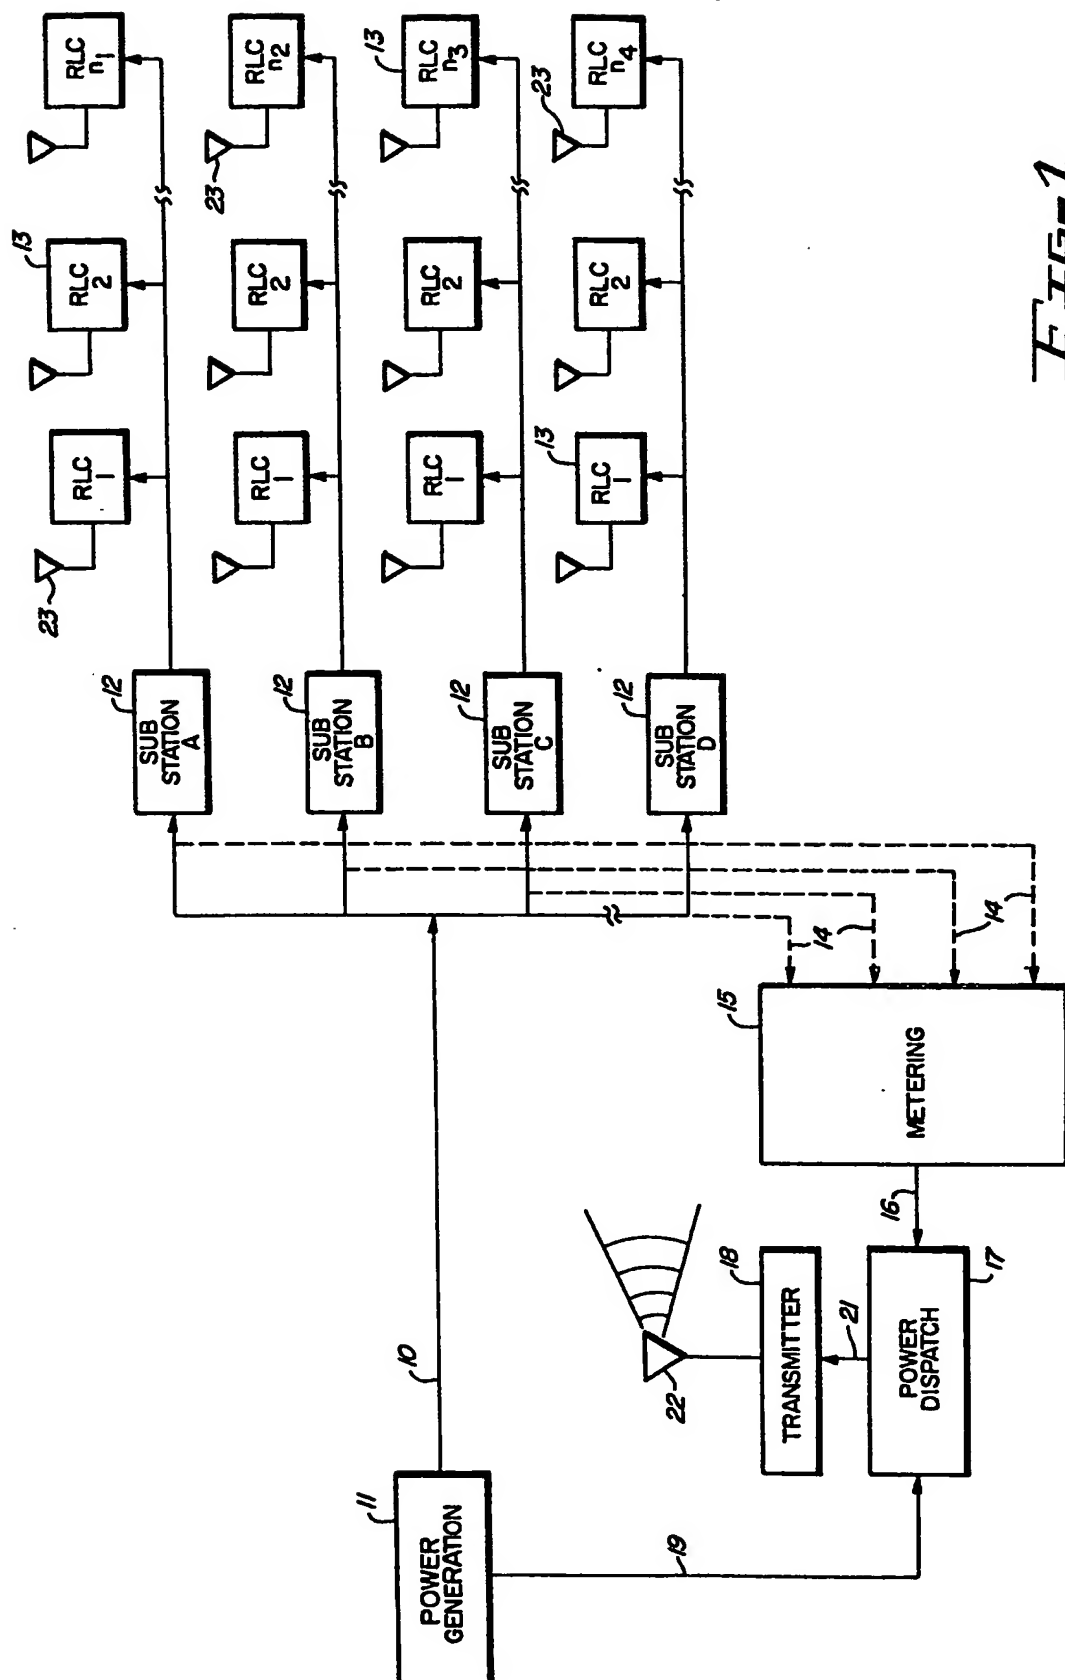 13
RLC
n1
RLC
n2
RLC
n3
RLC
n4
23
23
13
RLC
2
RLC
2
RLC
2
RLC
2
13
RLC
1
RLC
1
RLC
1
RLC
1
23
12
SUB
STATION
A
12
SUB
STATION
B
12
SUB
STATION
C
12
SUB
STATION
D
14
14
15
METERING
16
10
22
18
TRANSMITTER
21
17
POWER
DISPATCH
11
POWER
GENERATION
19
FIG-1